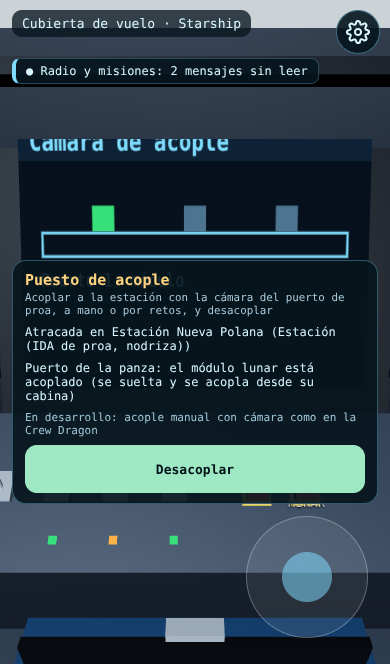 Cubierta de vuelo · Starship
● Radio y misiones: 2 mensajes sin leer
Cámara de acople
Puesto de acople
Acoplar a la estación con la cámara del puerto de
proa, a mano o por retos, y desacoplar
Atracada en Estación Nueva Polana (Estación
(IDA de proa, nodriza))
Puerto de la panza: el módulo lunar está
acoplado (se suelta y se acopla desde su
cabina)
En desarrollo: acople manual con cámara como en la
Crew Dragon
Desacoplar